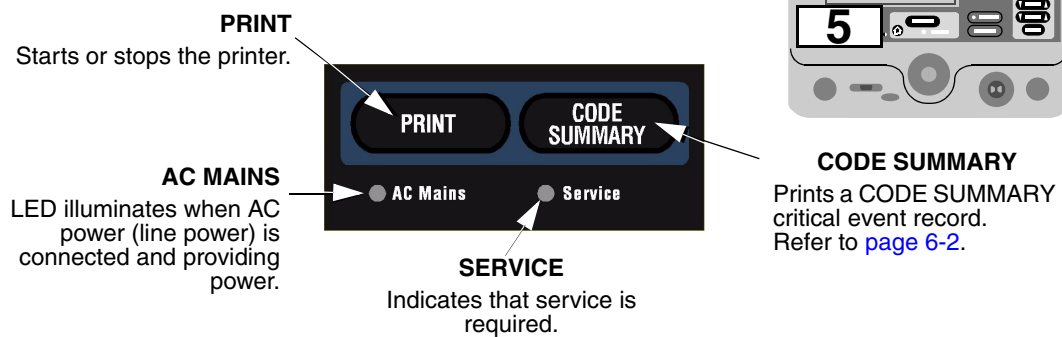 PRINT
Starts or stops the printer.
AC MAINS
LED illuminates when AC
power (line power) is
connected and providing
power.
PRINT
CODE
SUMMARY
AC Mains
Service
SERVICE
Indicates that service is
required.
5
CODE SUMMARY
Prints a CODE SUMMARY
critical event record.
Refer to page 6-2.